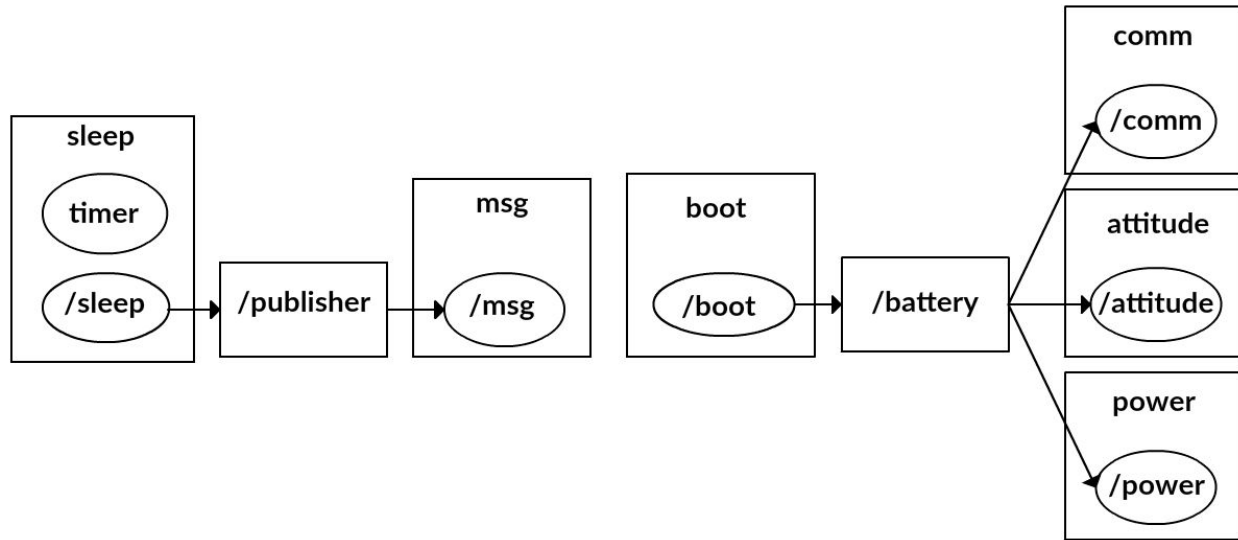 sleep
timer
/sleep
/publisher
msg
/msg
boot
/boot
/battery
comm
/comm
attitude
/attitude
power
/power